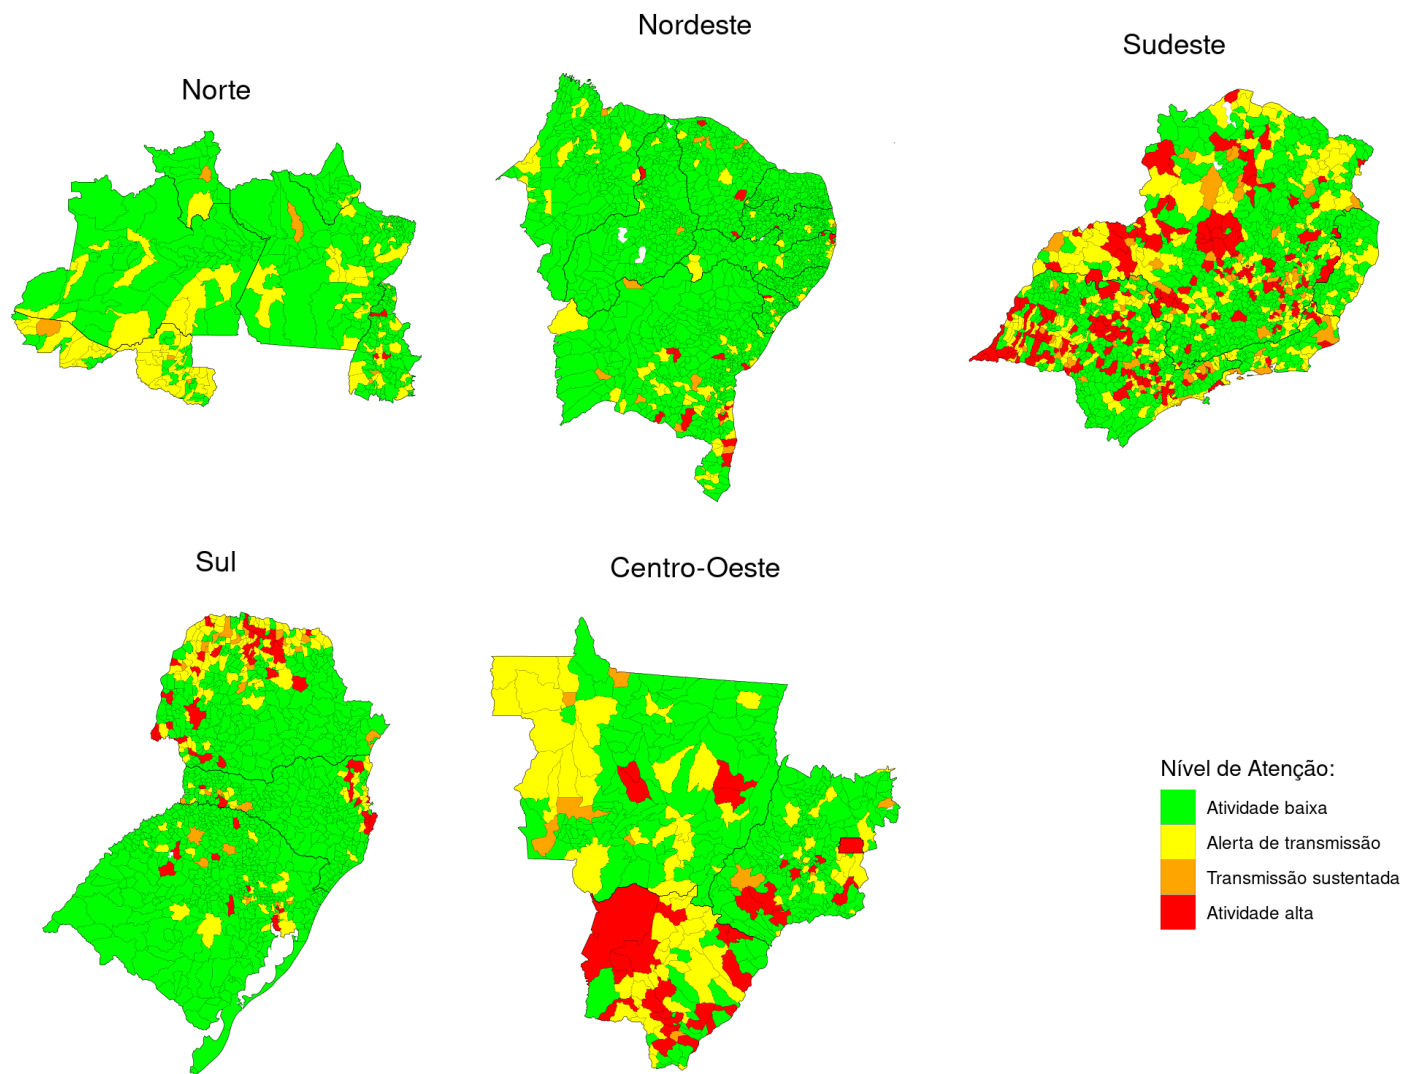 Nordeste
Sudeste
Norte
Sul
Centro-Oeste
Nível de Atenção:
Atividade baixa
Alerta de transmissão
Transmissão sustentada
Atividade alta